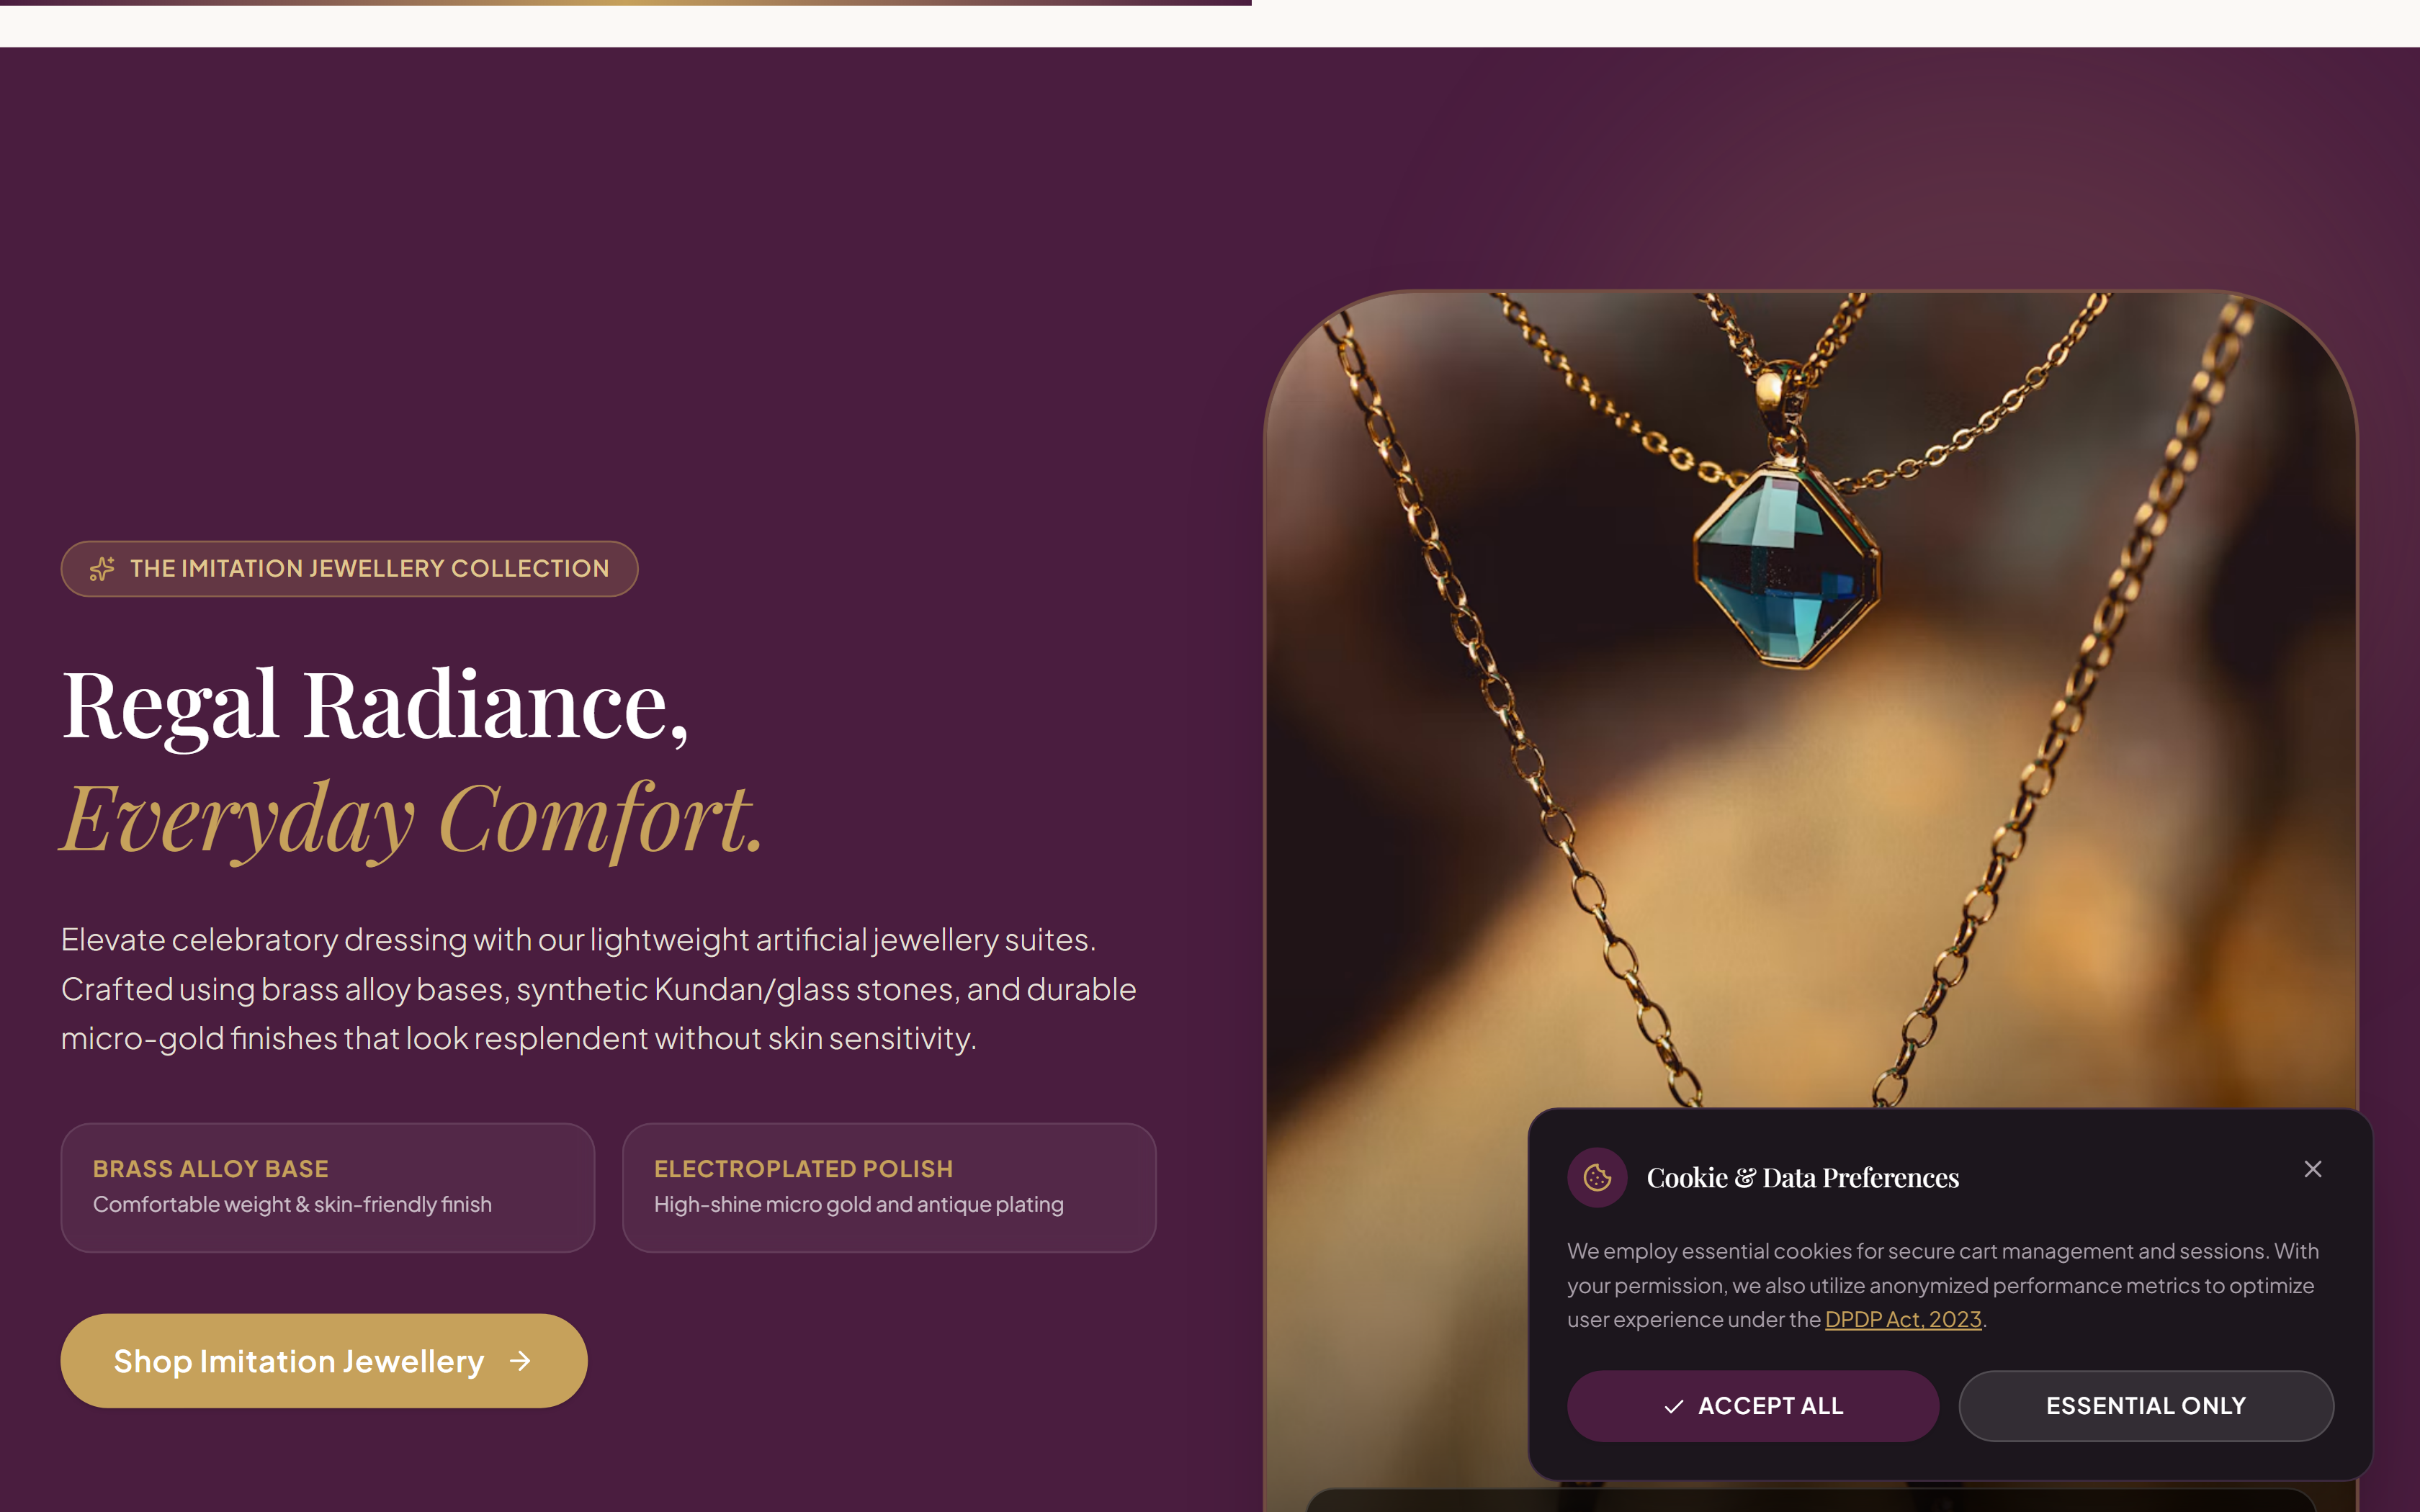 THE IMITATION JEWELLERY COLLECTION
Regal Radiance,
Everyday Comfort.
Elevate celebratory dressing with our lightweight artificial jewellery suites.
Crafted using brass alloy bases, synthetic Kundan/glass stones, and durable
micro-gold finishes that look resplendent without skin sensitivity.
BRASS ALLOY BASE
Comfortable weight & skin-friendly finish
ELECTROPLATED POLISH
High-shine micro gold and antique plating
Shop Imitation Jewellery
Cookie & Data Preferences
We employ essential cookies for secure cart management and sessions. With
your permission, we also utilize anonymized performance metrics to optimize
user experience under the DPDP Act, 2023.
ACCEPT ALL
ESSENTIAL ONLY